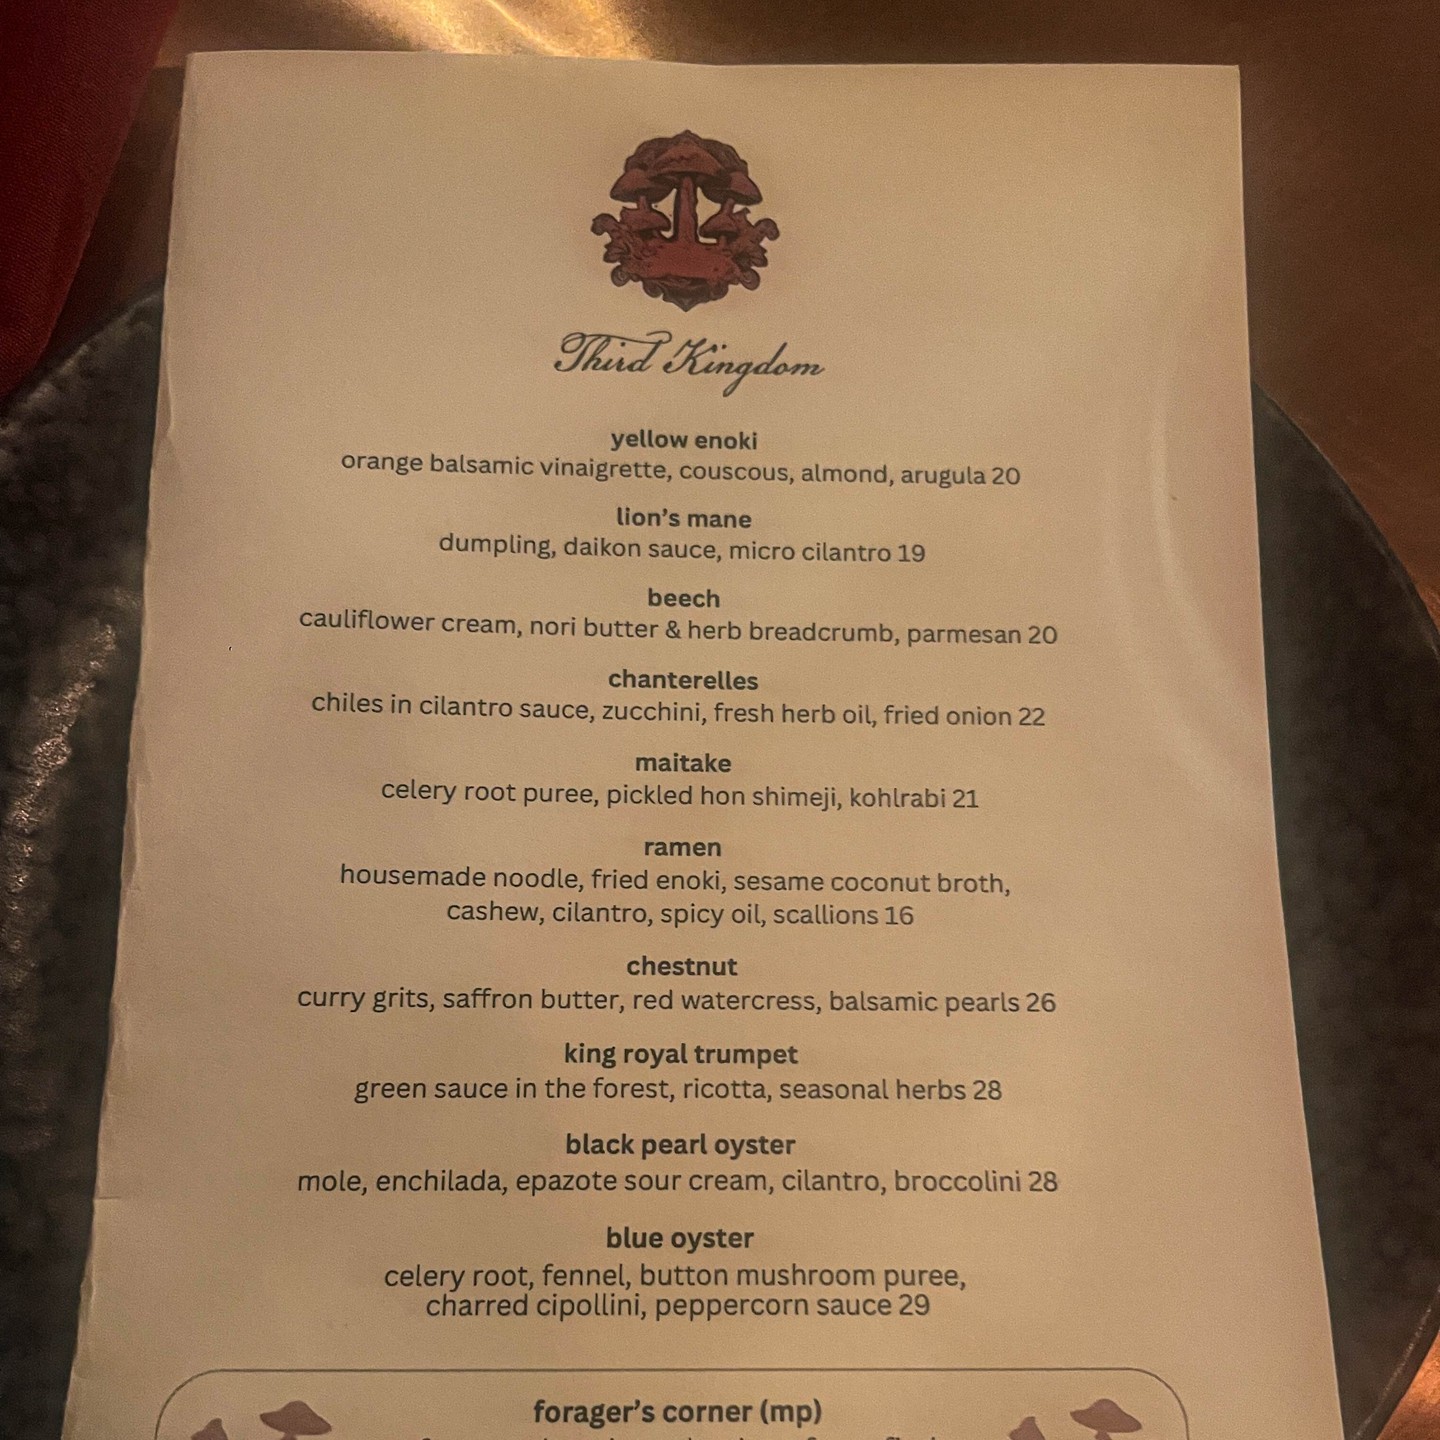 Third Kingdom
yellow enoki
orange balsamic vinaigrette, couscous, almond, arugula 20
lion's mane
dumpling, daikon sauce, micro cilantro 19
beech
cauliflower cream, nori butter & herb breadcrumb, parmesan 20
chanterelles
chiles in cilantro sauce, zucchini, fresh herb oil, fried onion 22
maitake
celery root puree, pickled hon shimeji, kohlrabi 21
ramen
housemade noodle, fried enoki, sesame coconut broth,
cashew, cilantro, spicy oil, scallions 16
chestnut
curry grits, saffron butter, red watercress, balsamic pearls 26
king royal trumpet
green sauce in the forest, ricotta, seasonal herbs 28
black pearl oyster
mole, enchilada, epazote sour cream, cilantro, broccolini 28
blue oyster
celery root, fennel, button mushroom puree,
charred cipollini, peppercorn sauce 29
forager's corner (mp)